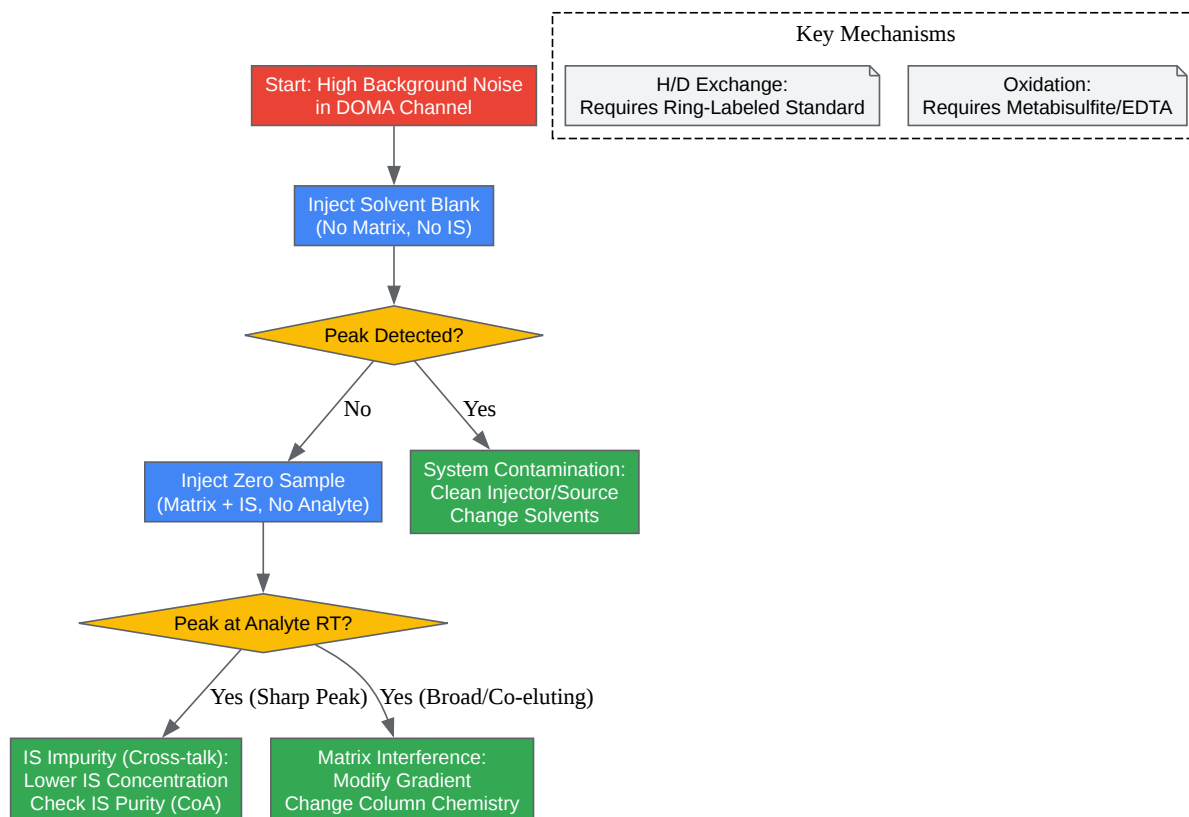 Key Mechanisms
Start: High Background Noise
in DOMA Channel
H/D Exchange:
Requires Ring-Labeled Standard
Oxidation:
Requires Metabisulfite/EDTA
Inject Solvent Blank
(No Matrix, No IS)
Peak Detected?
No
Yes
Inject Zero Sample
(Matrix + IS, No Analyte)
System Contamination:
Clean Injector/Source
Change Solvents
Peak at Analyte RT?
Yes (Sharp Peak)
Yes (Broad/Co-eluting)
IS Impurity (Cross-talk):
Lower IS Concentration
Check IS Purity (CoA)
Matrix Interference:
Modify Gradient
Change Column Chemistry